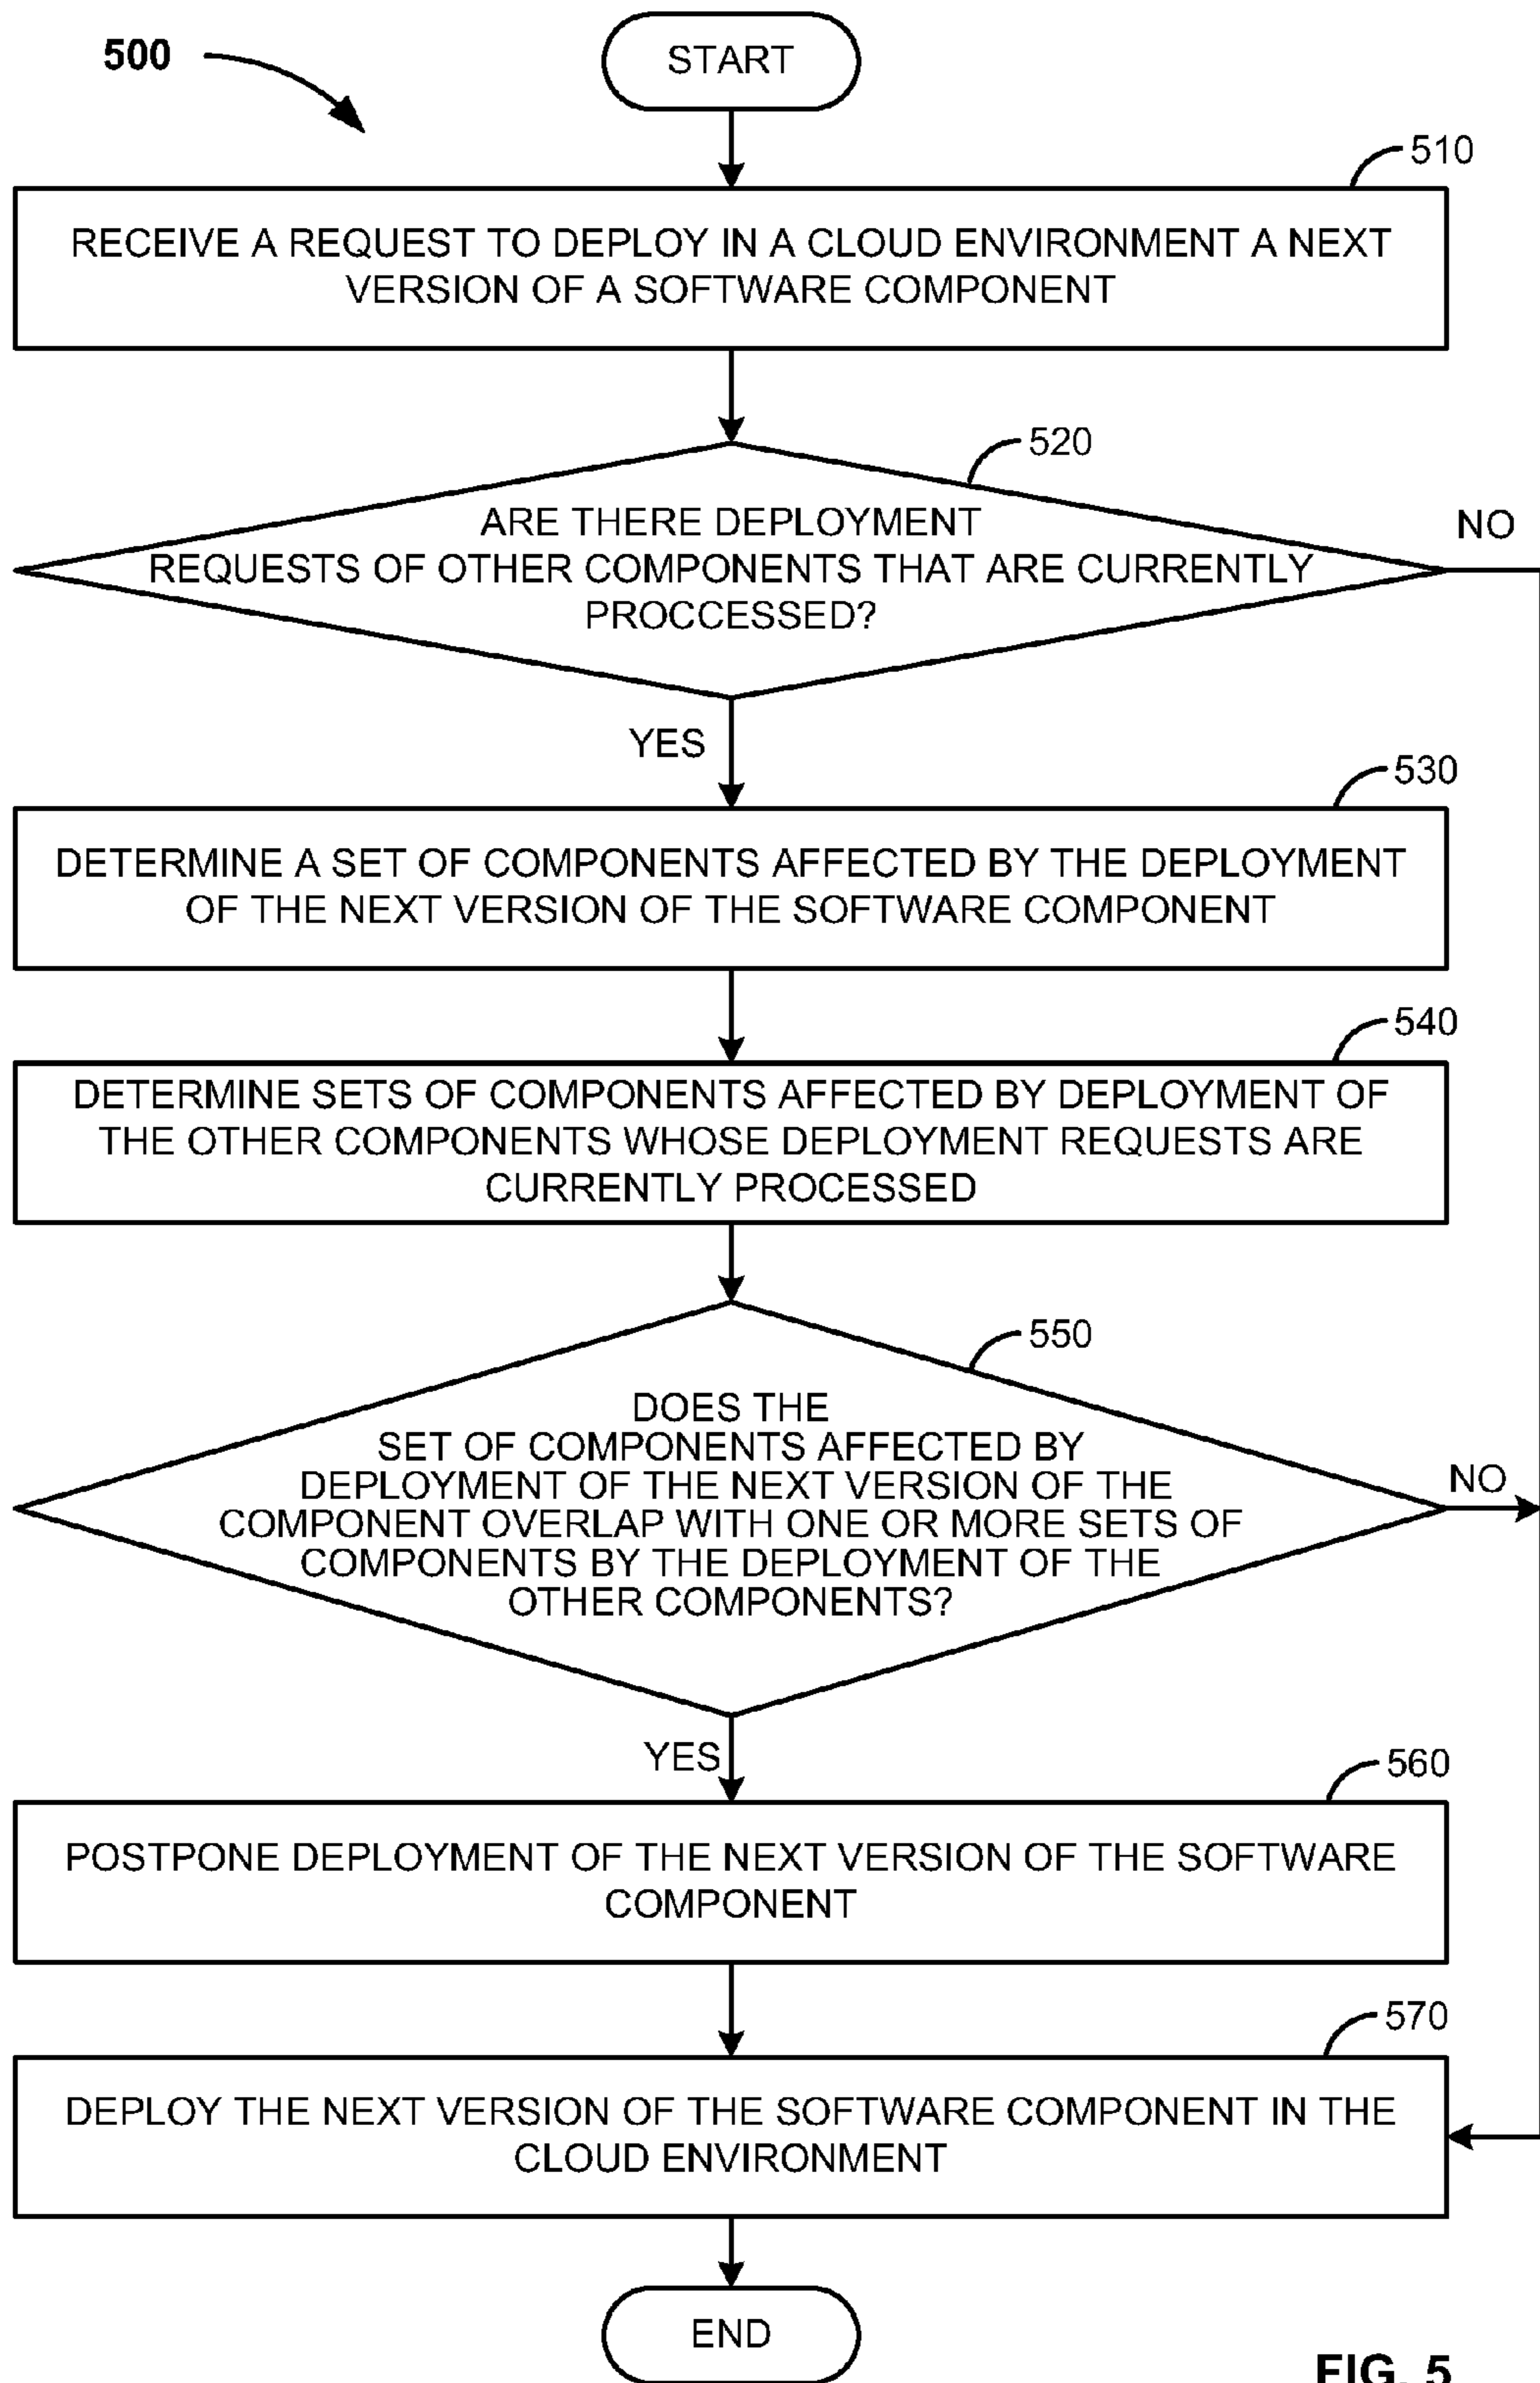 500
START
510
RECEIVE A REQUEST TO DEPLOY IN A CLOUD ENVIRONMENT A NEXT
VERSION OF A SOFTWARE COMPONENT
520
ARE THERE DEPLOYMENT
REQUESTS OF OTHER COMPONENTS THAT ARE CURRENTLY
PROCCESSED?
NO
YES
530
DETERMINE A SET OF COMPONENTS AFFECTED BY THE DEPLOYMENT
OF THE NEXT VERSION OF THE SOFTWARE COMPONENT
540
DETERMINE SETS OF COMPONENTS AFFECTED BY DEPLOYMENT OF
THE OTHER COMPONENTS WHOSE DEPLOYMENT REQUESTS ARE
CURRENTLY PROCESSED
550
DOES THE
SET OF COMPONENTS AFFECTED BY
DEPLOYMENT OF THE NEXT VERSION OF THE
COMPONENT OVERLAP WITH ONE OR MORE SETS OF
COMPONENTS BY THE DEPLOYMENT OF THE
OTHER COMPONENTS?
NO
YES
560
POSTPONE DEPLOYMENT OF THE NEXT VERSION OF THE SOFTWARE
COMPONENT
570
DEPLOY THE NEXT VERSION OF THE SOFTWARE COMPONENT IN THE
CLOUD ENVIRONMENT
END
FIG. 5